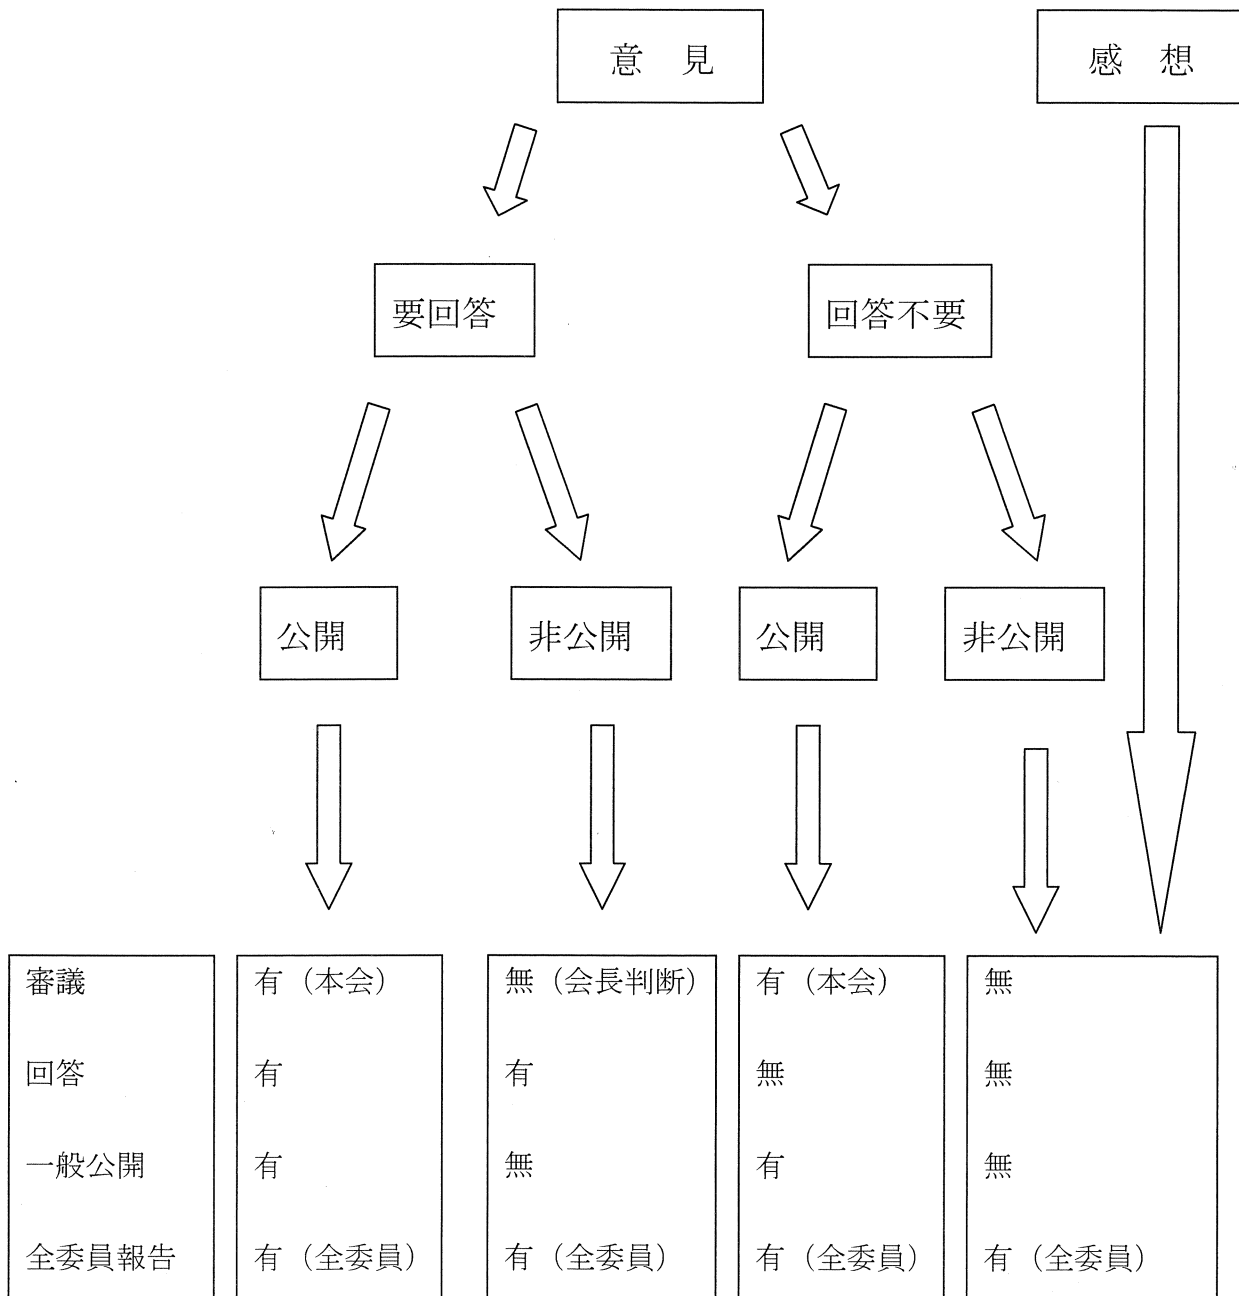 意 見
感 想
要回答
回答不要
公開
非公開
公開
非公開
審議 有（本会） 無（会長判断） 有（本会） 無
回答 有 有 無 無
一般公開 有 無 有 無
全委員報告 有（全委員） 有（全委員） 有（全委員） 有（全委員）